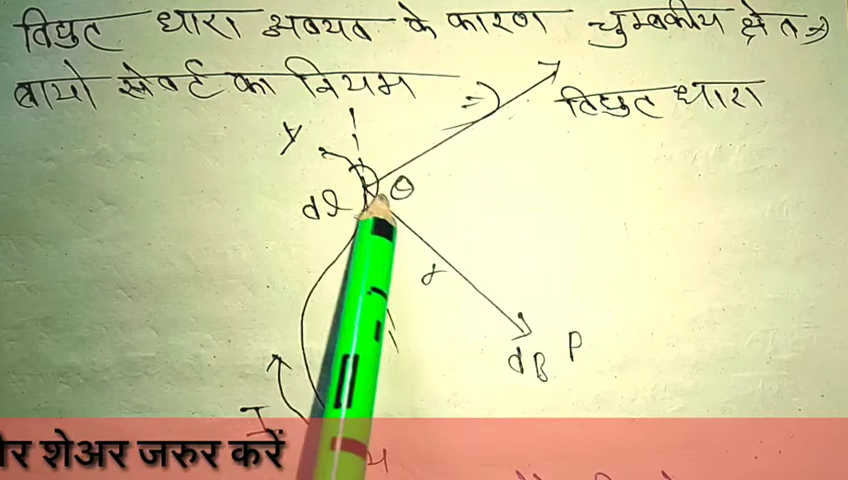 विद्युत धारा अवयव के कारण चुम्बकीय क्षेत्र
बायो सेवर्ट का नियम
विद्युत धारा
Y
dl θ
r
dB P
I
र शेअर जरुर करें